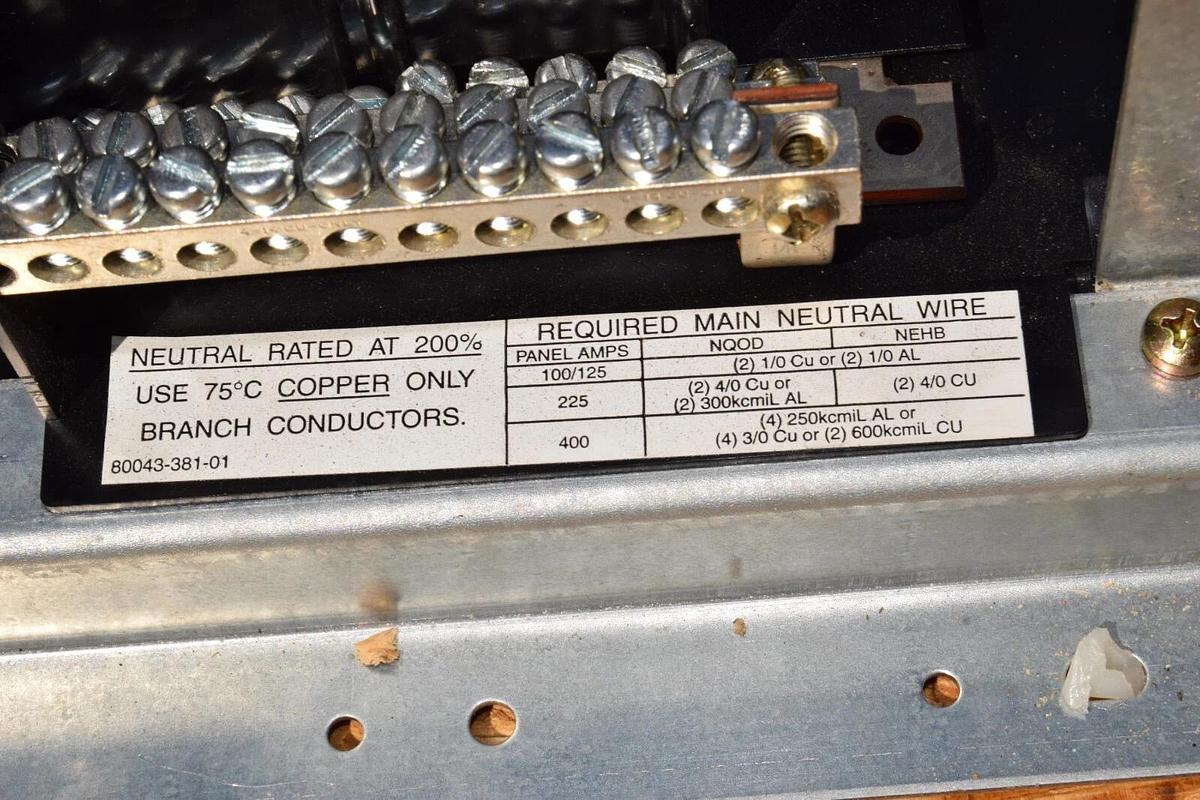 NEUTRAL RATED AT 200%
USE 75°C COPPER ONLY
BRANCH CONDUCTORS.
80043-381-01
REQUIRED MAIN NEUTRAL WIRE
PANEL AMPS NQOD NEHB
100/125 (2) 1/0 Cu or (2) 1/0 AL
225 (2) 4/0 Cu or
(2) 300kcmiL AL (2) 4/0 CU
400 (4) 250kcmiL AL or
(4) 3/0 Cu or (2) 600kcmiL CU